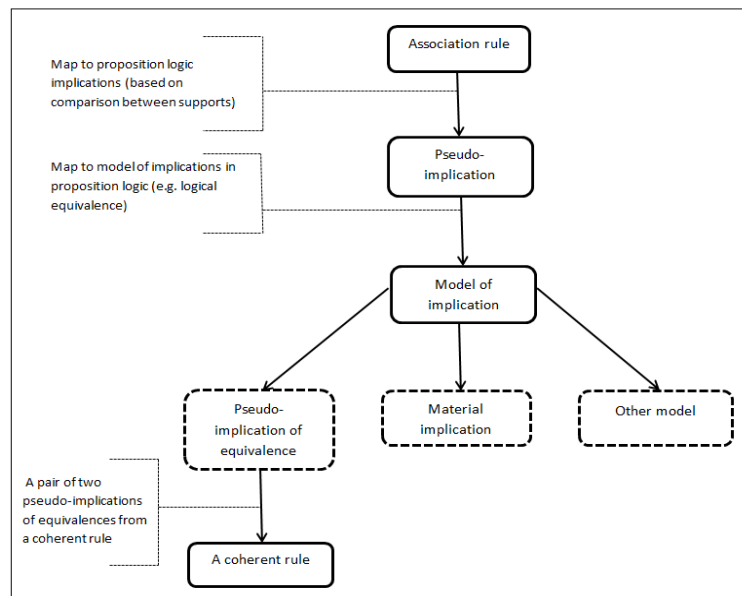 Association rule
Map to proposition logic
implications (based on
comparison between supports)
Pseudo-
implication
Map to model of implications in
proposition logic (e.g. logical
equivalence)
Model of
implication
Pseudo-
implication of
equivalence
Material
implication
Other model
A pair of two
pseudo-implications
of equivalences from
a coherent rule
A coherent rule